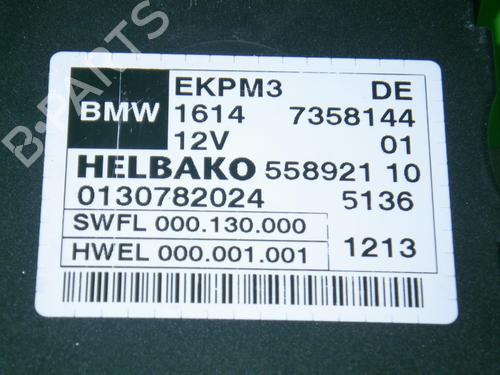 BMW EKPM3 DE
1614 7358144
12V 01
HELBAKO 558921 10
0130782024 5136
SWFL 000.130.000
HWEL 000.001.001 1213